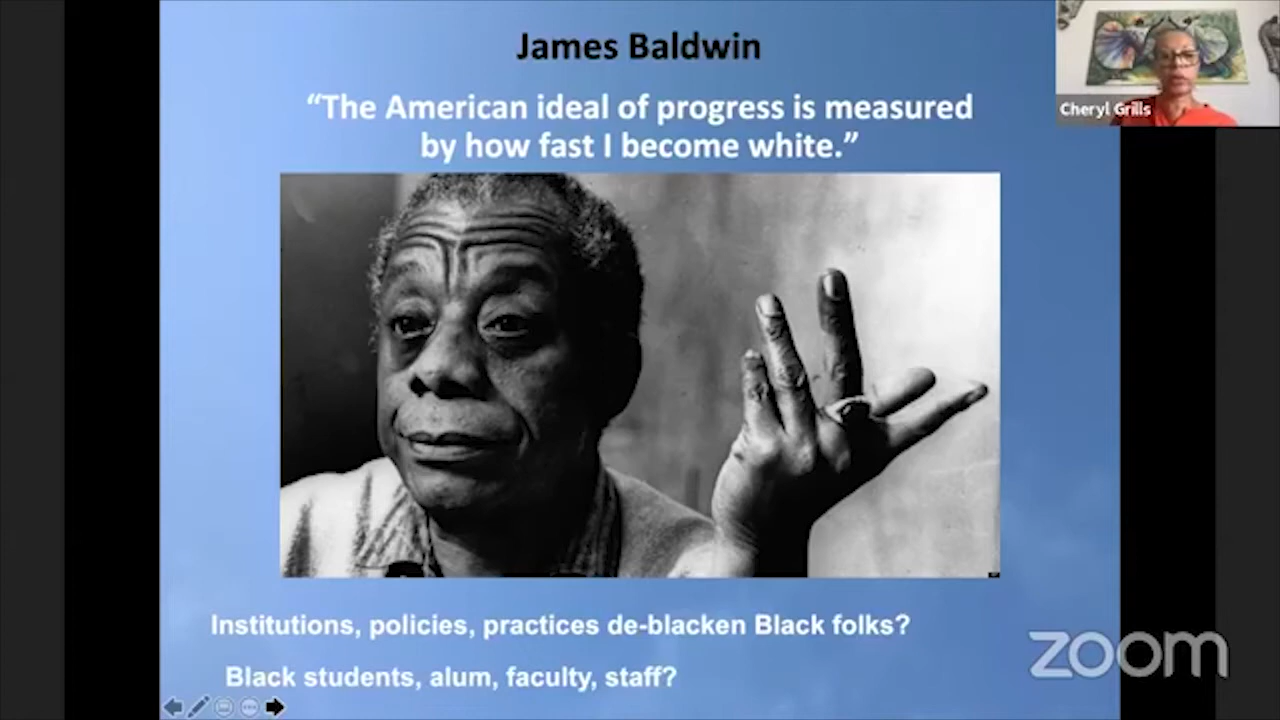 James Baldwin
“The American ideal of progress is measured
by how fast I become white.”
Cheryl Grills
Institutions, policies, practices de-blacken Black folks?
Black students, alum, faculty, staff?
zoom